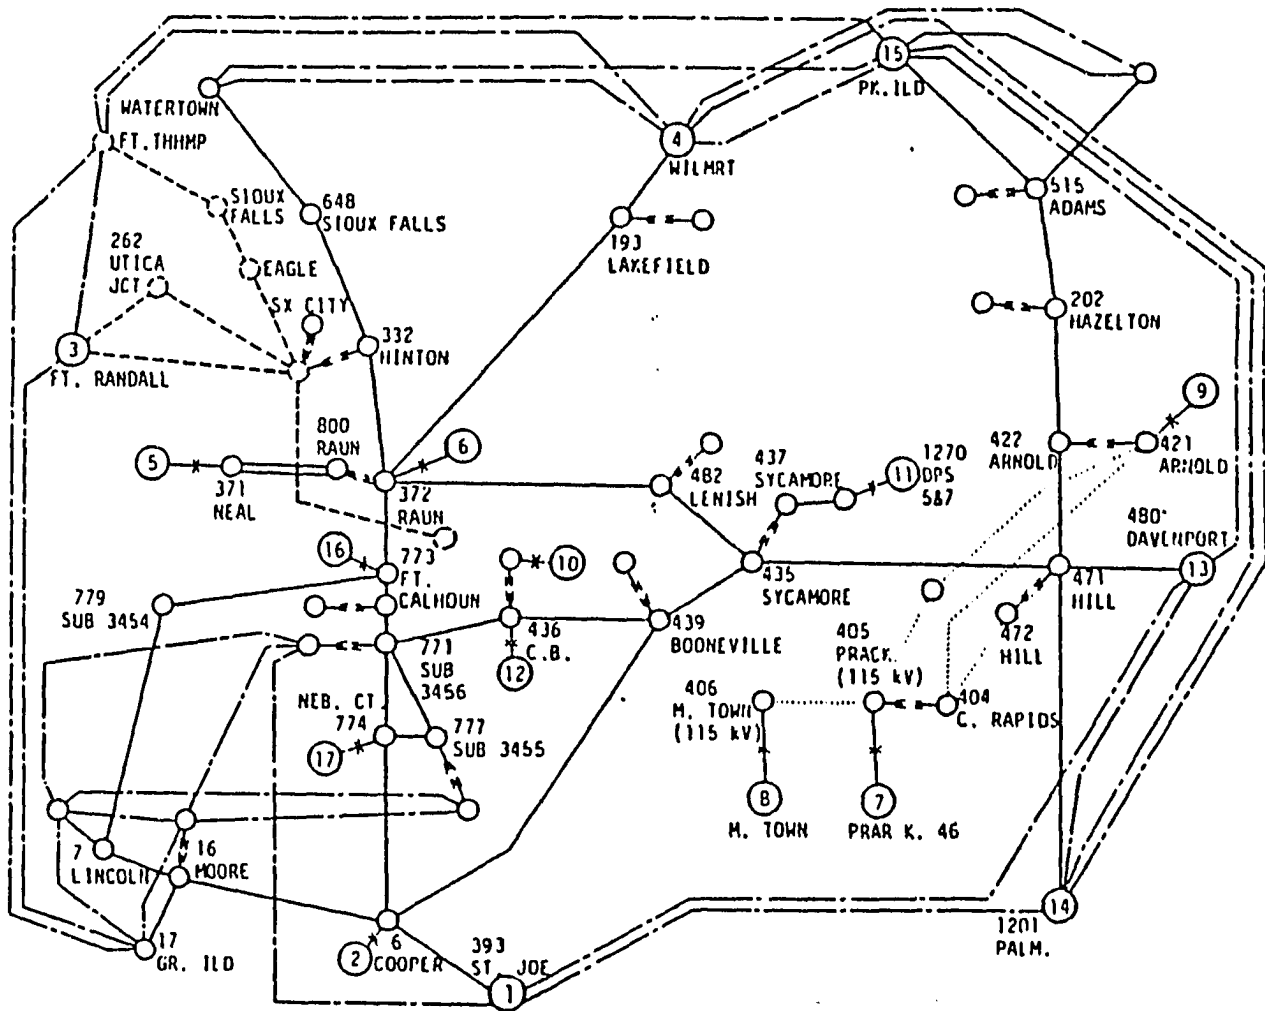 15
PK.ILD
WATERTOWN
FT.THHMP
4
WILMRT
SIOUX
FALLS
648
SIOUX FALLS
515
ADAMS
262
UTICA
JCT
193
LAKEFIELD
EAGLE
SX CITY
202
HAZELTON
332
HINTON
3
FT. RANDALL
9
800
RAUN
6
5
371
NEAL
372
RAUN
482
LENISH
437
SYCAMORE
11
1270
DPS
5&7
422
ARNOLD
421
ARNOLD
480
DAVENPORT
13
16
773
FT.
CALHOUN
10
435
SYCAMORE
471
HILL
779
SUB 3454
436
C.B.
12
439
BOONEVILLE
472
HILL
771
SUB
3456
405
PRACK.
(115 kV)
406
M. TOWN
(115 kV)
404
C. RAPIDS
NEB. CT.
774
777
SUB 3455
17
8
M. TOWN
7
PRAR K. 46
7
LINCOLN
16
MOORE
17
GR. ILD
2
6
COOPER
393
ST. JOE
1
14
1201
PALM.